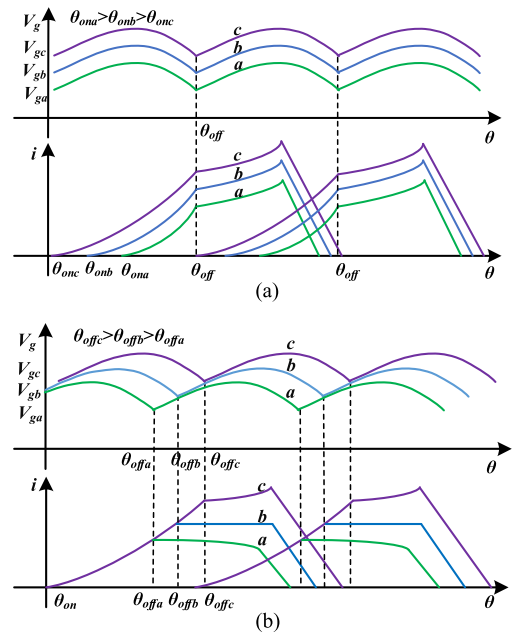 V_g θ_ona>θ_onb>θ_onc c
V_gc b
V_gb a
V_ga
θ_off θ
i c
b
a
θ_onc θ_onb θ_ona θ_off θ_off θ
(a)
V_g θ_offc>θ_offb>θ_offa c
V_gc b
V_gb a
V_ga
θ_offa θ_offb θ_offc θ
i c
b
a
θ_on θ_offa θ_offb θ_offc θ
(b)